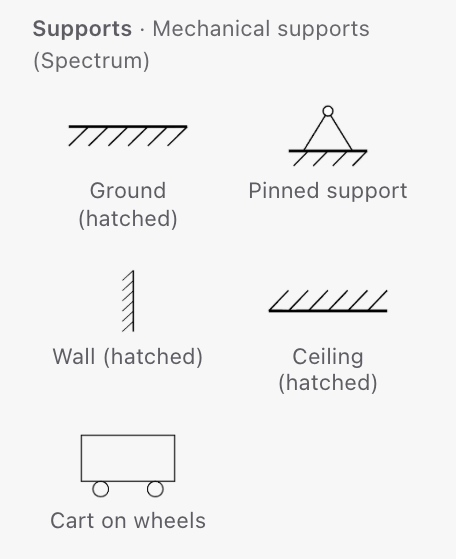 Supports · Mechanical supports
(Spectrum)
Ground
(hatched)
Pinned support
Wall (hatched)
Ceiling
(hatched)
Cart on wheels